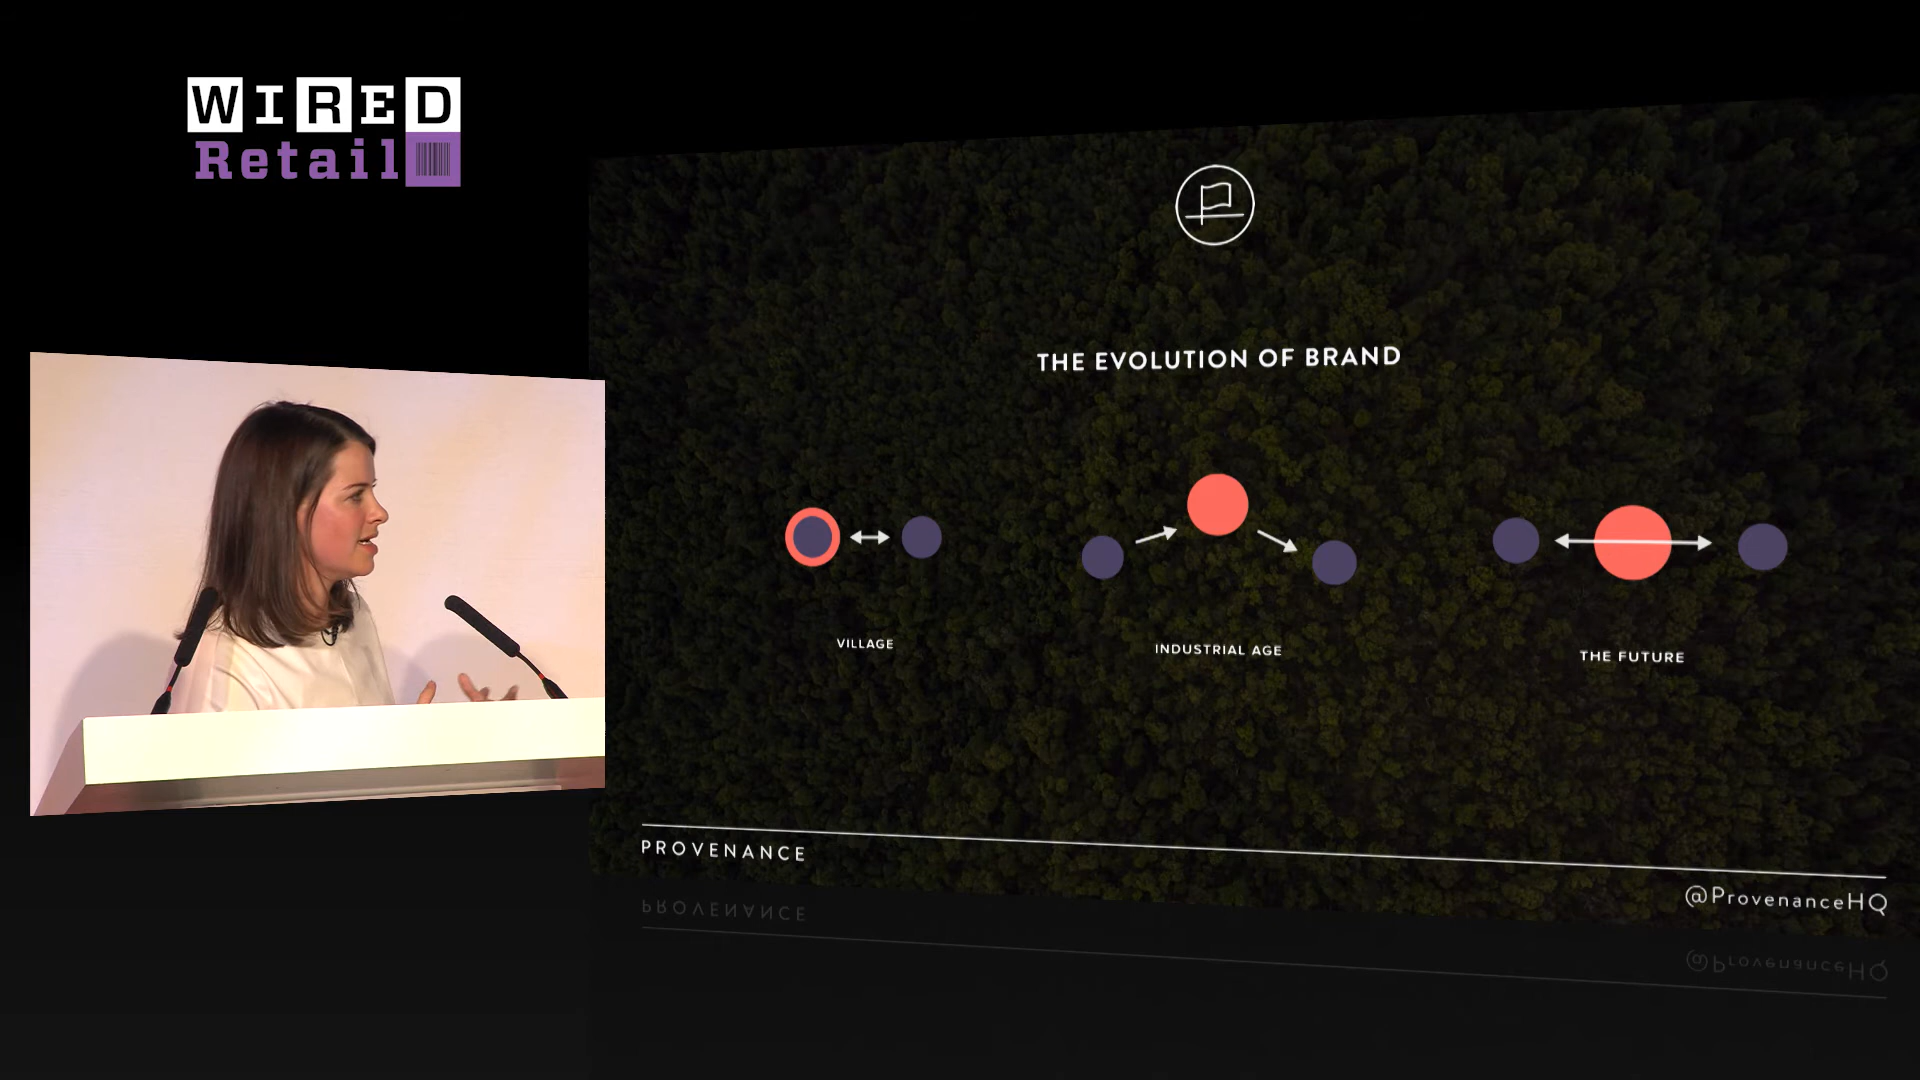 WIRED
Retail
THE EVOLUTION OF BRAND
VILLAGE
INDUSTRIAL AGE
THE FUTURE
PROVENANCE
@ProvenanceHQ